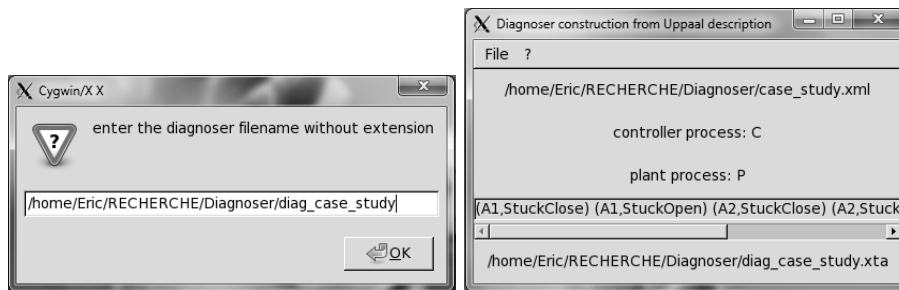 Cygwin/X X
enter the diagnoser filename without extension
/home/Eric/RECHERCHE/Diagnoser/diag_case_study
OK
Diagnoser construction from Uppaal description
File ?
/home/Eric/RECHERCHE/Diagnoser/case_study.xml
controller process: C
plant process: P
(A1,StuckClose) (A1,StuckOpen) (A2,StuckClose) (A2,Stuck
/home/Eric/RECHERCHE/Diagnoser/diag_case_study.xta